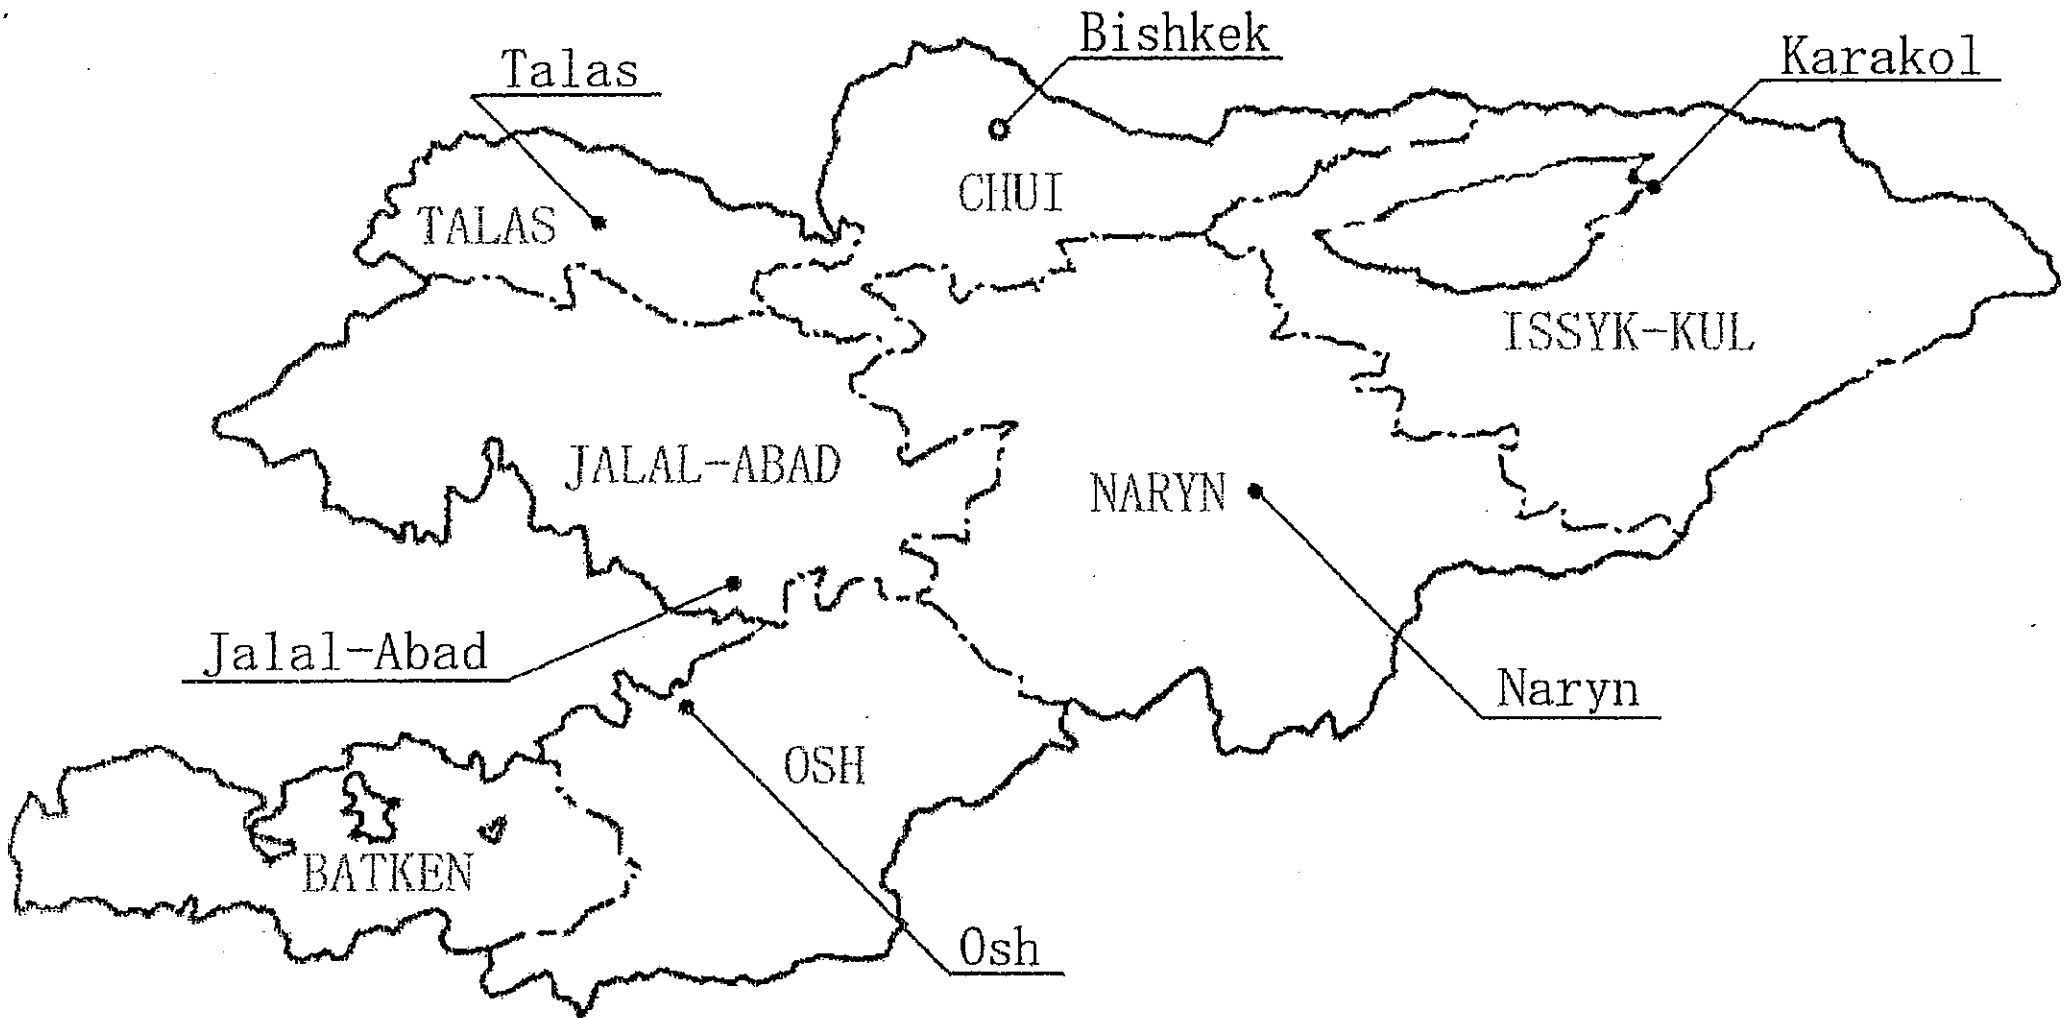 Bishkek
Karakol
Talas
CHUI
TALAS
ISSYK-KUL
JALAL-ABAD
NARYN
Jalal-Abad
Naryn
OSH
BATKEN
Osh